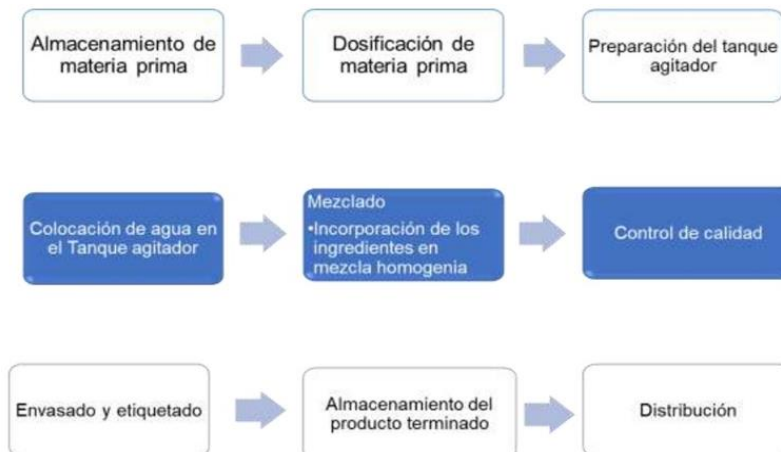 Almacenamiento de
materia prima
Dosificación de
materia prima
Preparación del tanque
agitador
Colocación de agua en
el Tanque agitador
Mezclado
•Incorporación de los
ingredientes en
mezcla homogenia
Control de calidad
Envasado y etiquetado
Almacenamiento del
producto terminado
Distribución